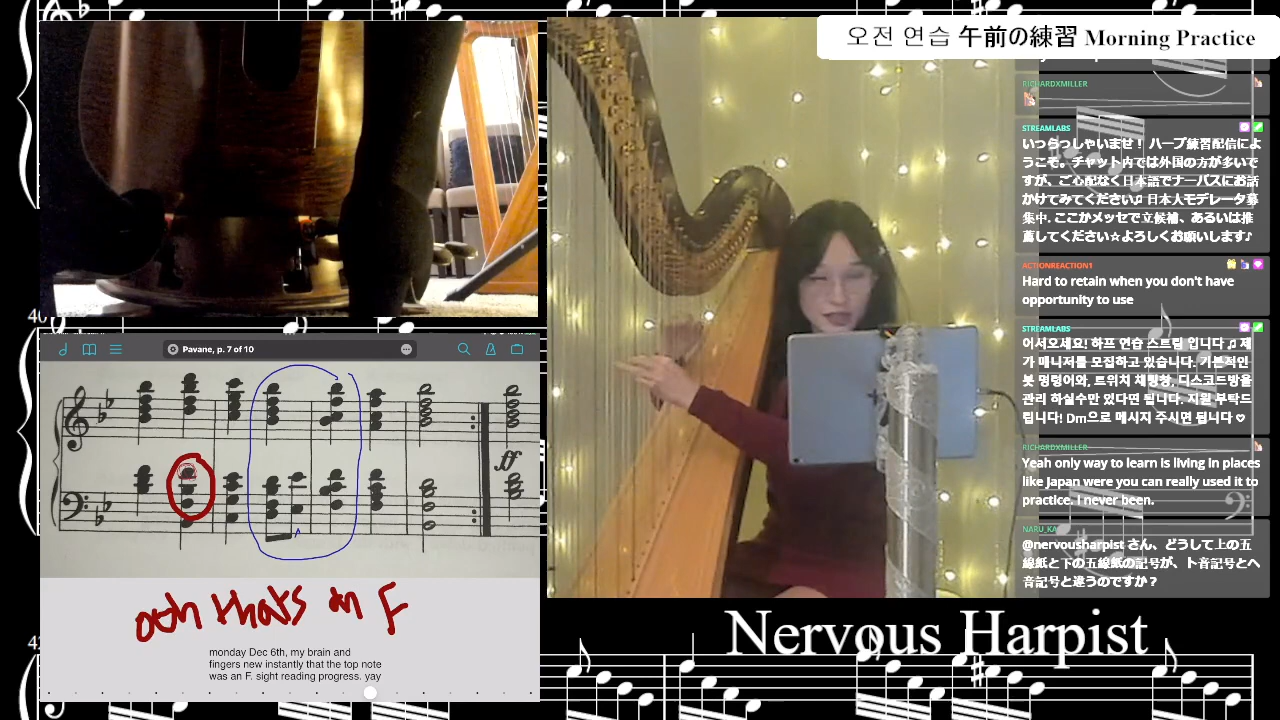 오전 연습 午前の練習 Morning Practice
RICHARDXMILLER
STREAMLABS
いらっしゃいませ！ ハープ練習配信によ
うこそ。チャット内では外国の方が多いで
すが、ご心配なく日本語でナーバスにお話
かけてみてください♫ 日本人モデレータ募
集中. ここかメッセで立候補、あるいは推
薦してください☆よろしくお願いします♪
ACTIONREACTION1
Hard to retain when you don't have
opportunity to use
STREAMLABS
어서오세요! 하프 연습 스트림 입니다 ♫ 제
가 매니저를 모집하고 있습니다. 기본적인
봇 명령어와, 트위치 채팅창, 디스코드방을
관리 하실수만 있다면 됩니다. 지원 부탁드
립니다! Dm으로 메시지 주시면 됩니다 ♡
RICHARDXMILLER
Yeah only way to learn is living in places
like Japan were you can really used it to
practice. I never been.
NARU_KA
@nervousharpist さん、どうして上の五
線紙と下の五線紙の記号が、ト音記号とヘ
音記号と違うのですか？
Pavane, p. 7 of 10
ff
ooh thats an F
monday Dec 6th, my brain and
fingers new instently that the top note
was an F. sight reading progress. yay
Nervous Harpist